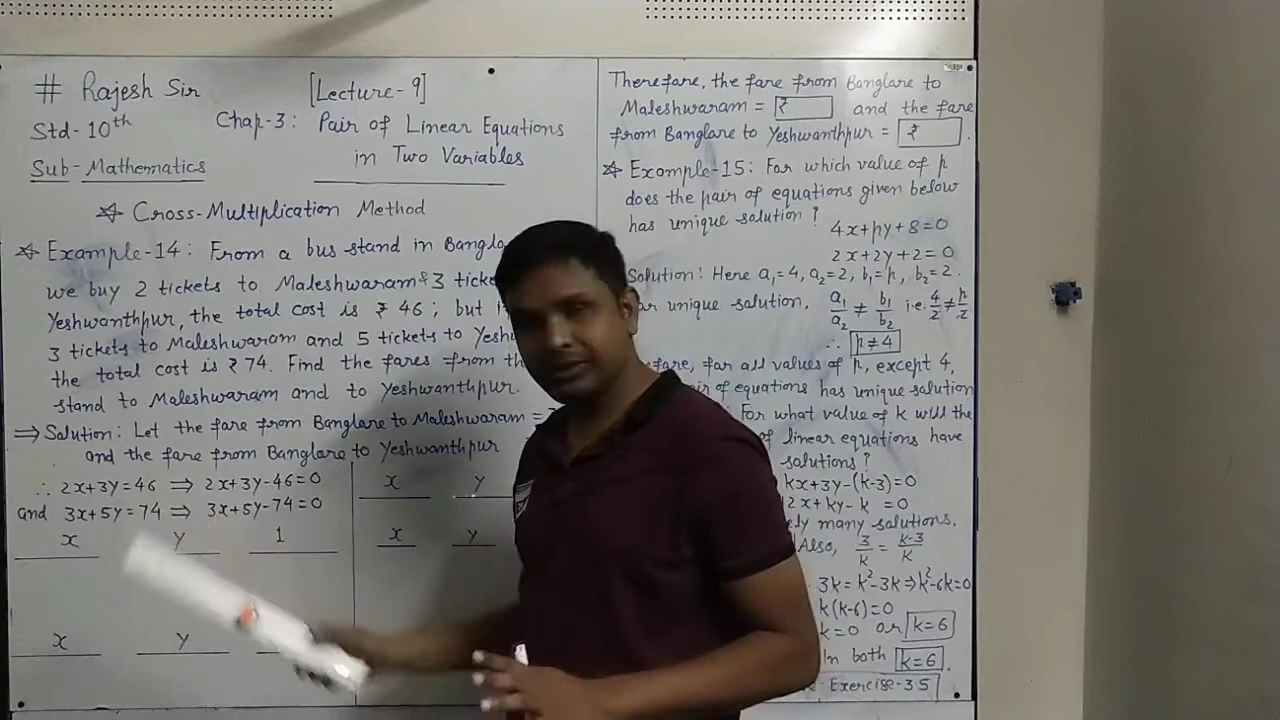 # Rajesh Sir
[Lecture-9]
Std-10th
Chap-3: Pair of Linear Equations
in Two Variables
Sub-Mathematics
☆ Cross-Multiplication Method
☆ Example-14: From a bus stand in
we buy 2 tickets to Maleshwaram & 3
Yeshwanthpur, the total cost is ₹ 46; but
3 tickets to Maleshwaram and 5 tickets to
the total cost is ₹ 74. Find the fares from
stand to Maleshwaram and to Yeshwanthpur.
⇒ Solution: Let the fare from Banglare to Maleshwaram =
and the fare from Banglare to Yeshwanthpur
∴ 2x+3y=46 ⇒ 2x+3y-46=0
and 3x+5y=74 ⇒ 3x+5y-74=0
x y 1
x y
x y
x y
Therefare, the fare from Banglare to
Maleshwaram = ₹ and the fare
from Banglare to Yeshwanthpur = ₹ .
☆ Example-15: Far which value of p
does the pair of equations given below
has unique solution?
4x+py+8=0
2x+2y+2=0
Solution: Here a₁=4, a₂=2, b₁=p, b₂=2.
unique solution, a₁/a₂ ≠ b₁/b₂ i.e. 4/2 ≠ p/2
∴ p≠4
far all values of p, except 4,
of equations has unique solution
: For what value of k will the
of linear equations have
solutions?
kx+3y-(k-3)=0
12x+ky-k=0
many solutions.
Also, 3/k = k-3/k
3k=k²-3k⇒k²-6k=0
k(k-6)=0
k=0 or k=6
In both k=6.
Exercise-3.5